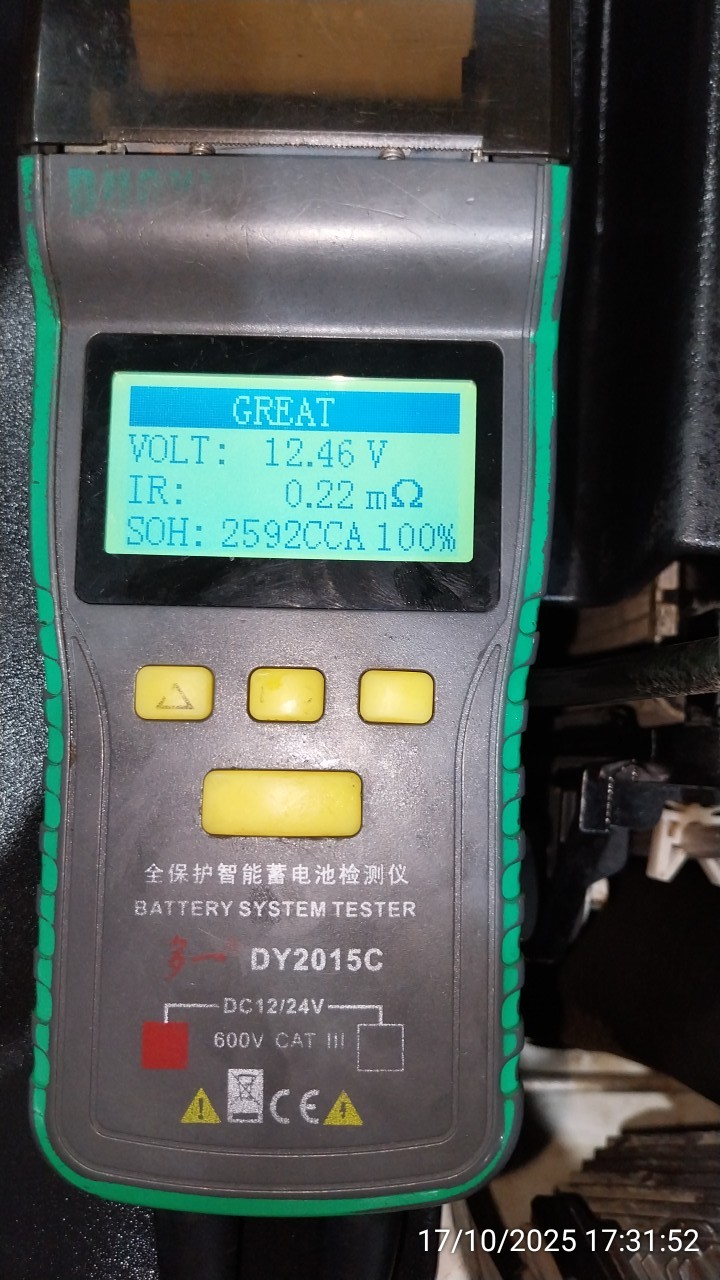 GREAT
VOLT: 12.46 V
IR: 0.22 mΩ
SOH: 2592CCA 100%
全保护智能蓄电池检测仪
BATTERY SYSTEM TESTER
多一 DY2015C
DC12/24V
600V CAT III
CE
17/10/2025 17:31:52